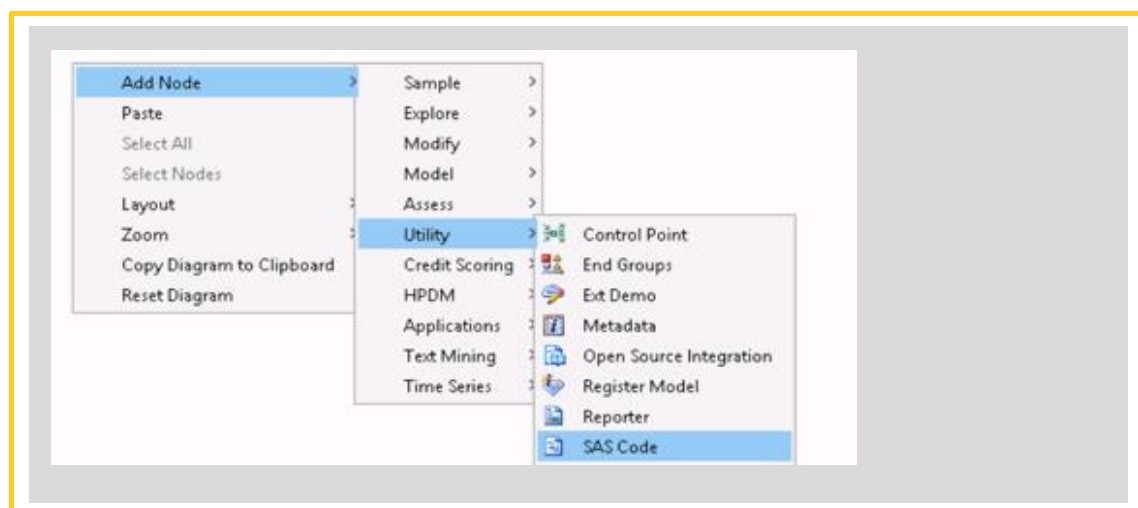 Add Node
Paste
Select All
Select Nodes
Layout
Zoom
Copy Diagram to Clipboard
Reset Diagram
Sample
Explore
Modify
Model
Assess
Utility
Credit Scoring
HPDM
Applications
Text Mining
Time Series
Control Point
End Groups
Ext Demo
Metadata
Open Source Integration
Register Model
Reporter
SAS Code